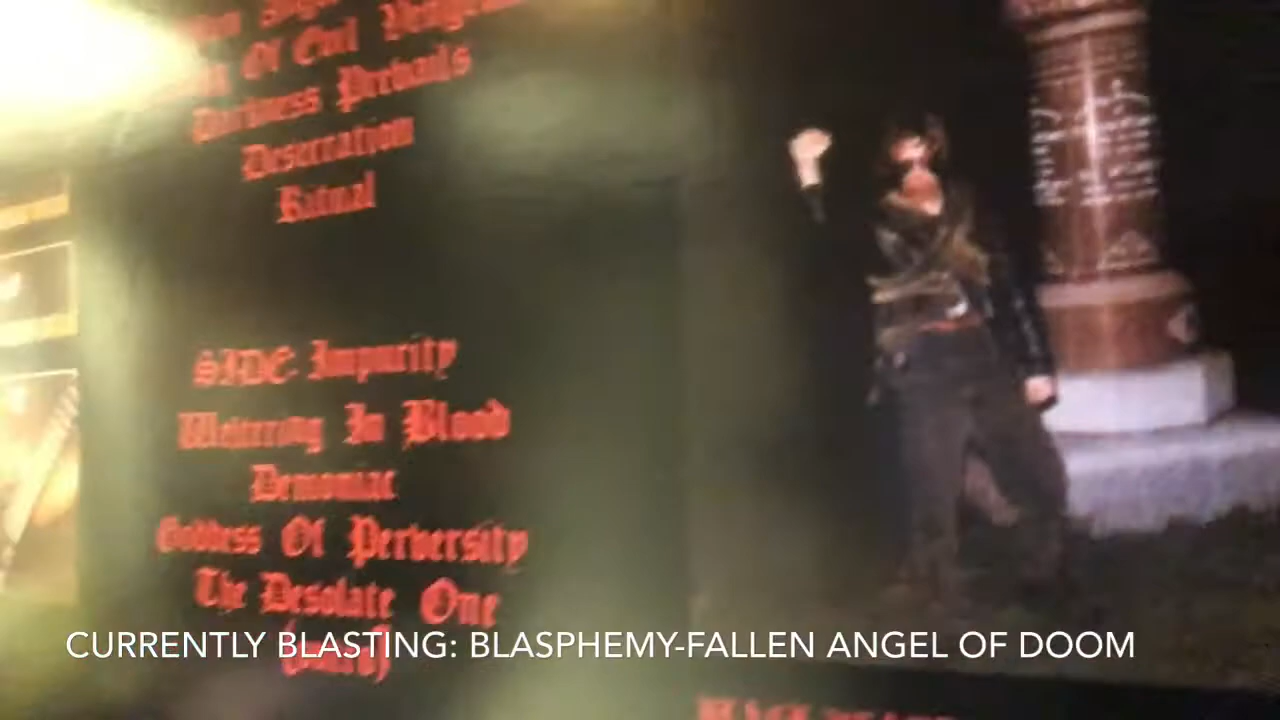 Of Evil
Darkness Prevails
Desecration
Ritual
SIDE Impurity
Weltering In Blood
Demoniac
Goddess Of Perversity
The Desolate One
(outro)
CURRENTLY BLASTING: BLASPHEMY-FALLEN ANGEL OF DOOM